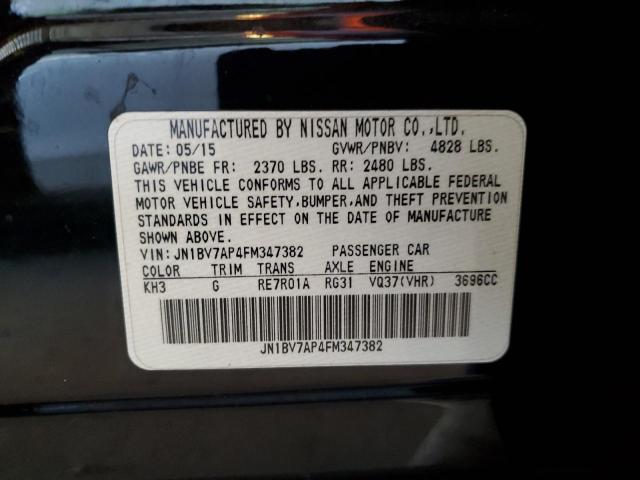 MANUFACTURED BY NISSAN MOTOR CO.,LTD.
DATE: 05/15 GVWR/PNBV: 4828 LBS.
GAWR/PNBE FR: 2370 LBS. RR: 2480 LBS.
THIS VEHICLE CONFORMS TO ALL APPLICABLE FEDERAL
MOTOR VEHICLE SAFETY,BUMPER,AND THEFT PREVENTION
STANDARDS IN EFFECT ON THE DATE OF MANUFACTURE
SHOWN ABOVE.
VIN: JN1BV7AP4FM347382 PASSENGER CAR
COLOR TRIM TRANS AXLE ENGINE
KH3 G RE7R01A RG31 VQ37(VHR) 3696CC
JN1BV7AP4FM347382